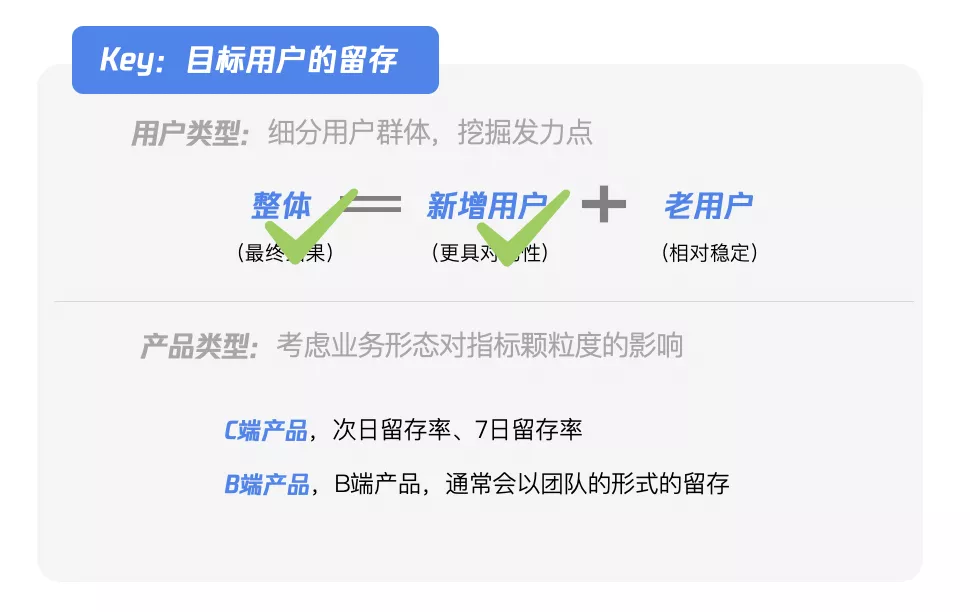 Key：目标用户的留存
用户类型：细分用户群体，挖掘发力点
整体 = 新增用户 + 老用户
（最终 果） （更具对 性） （相对稳定）
产品类型：考虑业务形态对指标颗粒度的影响
C端产品，次日留存率、7日留存率
B端产品，B端产品，通常会以团队的形式的留存